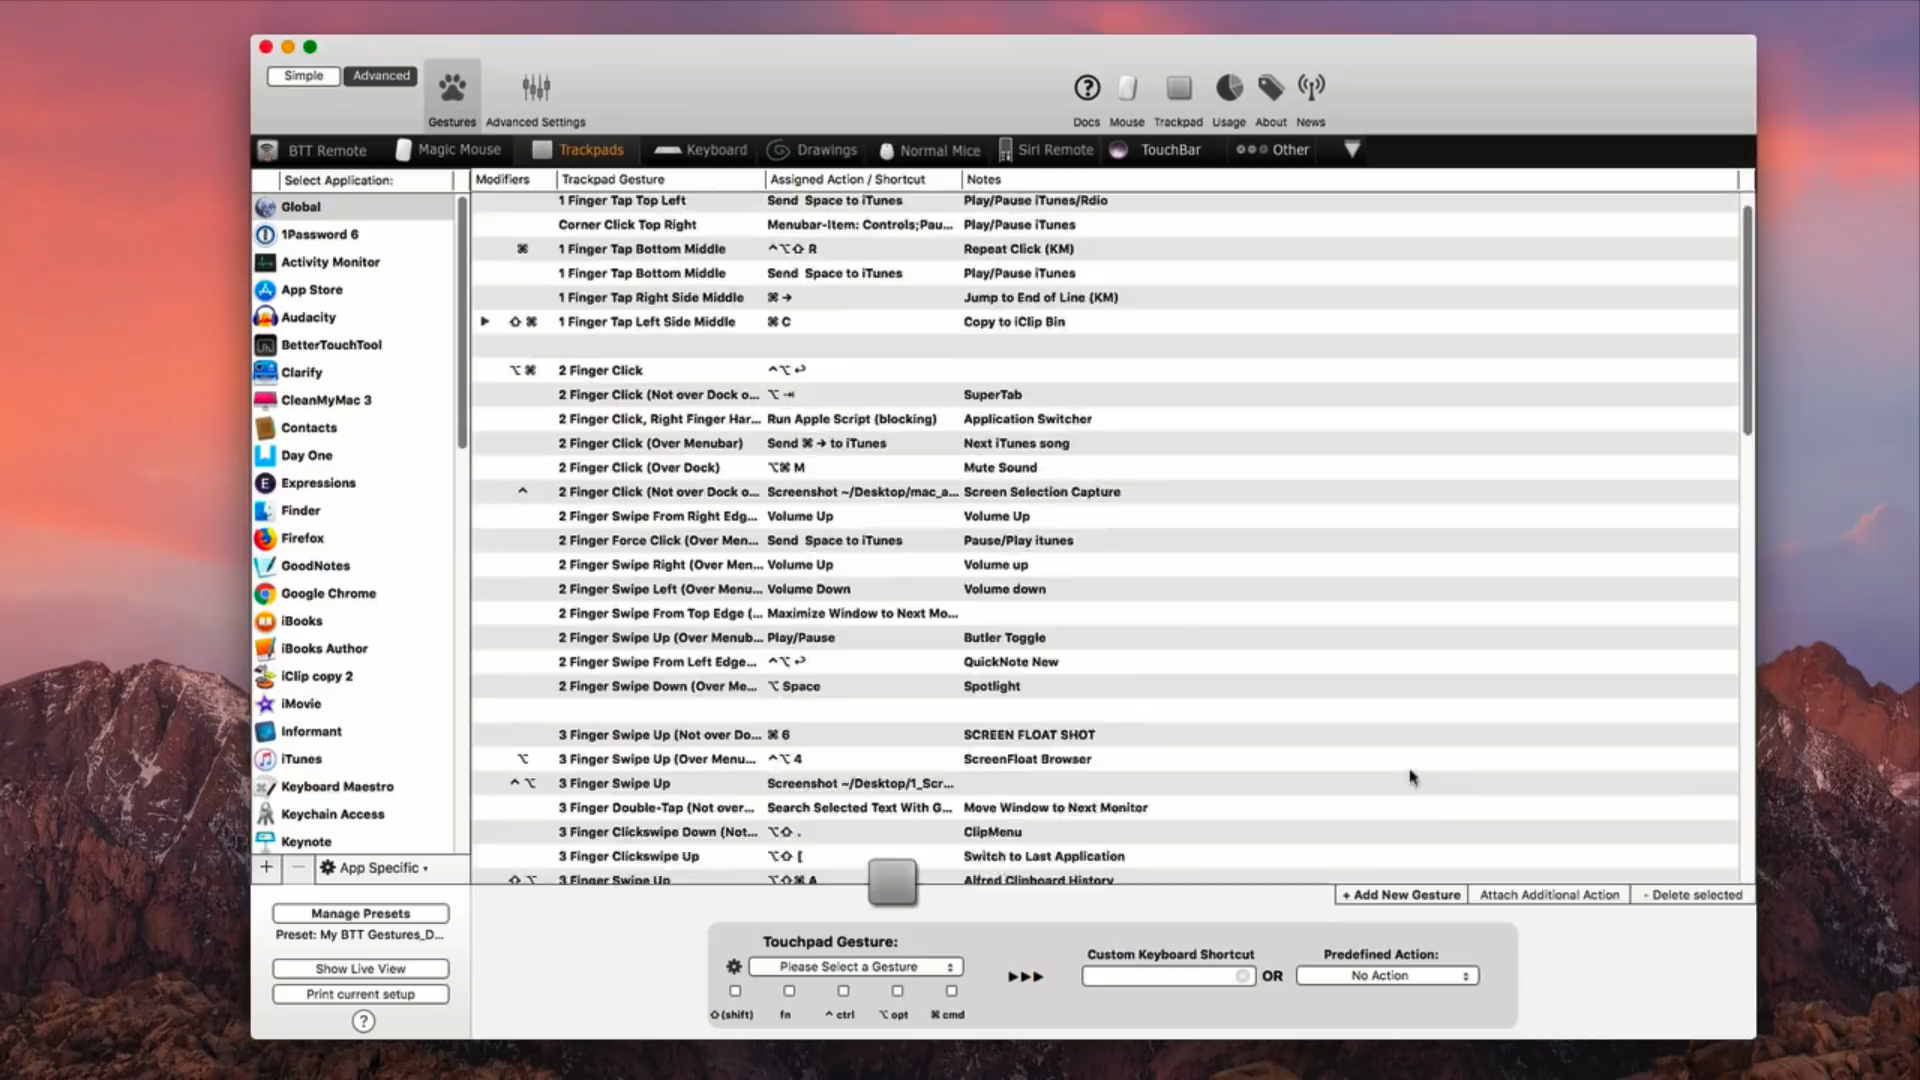 Simple
Advanced
Gestures
Advanced Settings
Docs
Mouse
Trackpad
Usage
About
News
BTT Remote
Magic Mouse
Trackpads
Keyboard
Drawings
Normal Mice
Siri Remote
TouchBar
Other
Select Application:
Modifiers
Trackpad Gesture
Assigned Action / Shortcut
Notes
Global
1Password 6
Activity Monitor
App Store
Audacity
BetterTouchTool
Clarify
CleanMyMac 3
Contacts
Day One
Expressions
Finder
Firefox
GoodNotes
Google Chrome
iBooks
iBooks Author
iClip copy 2
iMovie
Informant
iTunes
Keyboard Maestro
Keychain Access
Keynote
1 Finger Tap Top Left Send Space to iTunes Play/Pause iTunes/Rdio
Corner Click Top Right Menubar-Item: Controls;Pau... Play/Pause iTunes
⌘ 1 Finger Tap Bottom Middle ^⌥⇧ R Repeat Click (KM)
1 Finger Tap Bottom Middle Send Space to iTunes Play/Pause iTunes
1 Finger Tap Right Side Middle ⌘ → Jump to End of Line (KM)
⇧ ⌘ 1 Finger Tap Left Side Middle ⌘ C Copy to iClip Bin
⌥ ⌘ 2 Finger Click ^⌥ ↩
2 Finger Click (Not over Dock o... ⌥ ⇥ SuperTab
2 Finger Click, Right Finger Har... Run Apple Script (blocking) Application Switcher
2 Finger Click (Over Menubar) Send ⌘ → to iTunes Next iTunes song
2 Finger Click (Over Dock) ⌥⌘ M Mute Sound
^ 2 Finger Click (Not over Dock o... Screenshot ~/Desktop/mac_a... Screen Selection Capture
2 Finger Swipe From Right Edg... Volume Up Volume Up
2 Finger Force Click (Over Men... Send Space to iTunes Pause/Play itunes
2 Finger Swipe Right (Over Men... Volume Up Volume up
2 Finger Swipe Left (Over Menu... Volume Down Volume down
2 Finger Swipe From Top Edge (... Maximize Window to Next Mo...
2 Finger Swipe Up (Over Menub... Play/Pause Butler Toggle
2 Finger Swipe From Left Edge... ^⌥ ↩ QuickNote New
2 Finger Swipe Down (Over Me... ⌥ Space Spotlight
3 Finger Swipe Up (Not over Do... ⌘ 6 SCREEN FLOAT SHOT
⌥ 3 Finger Swipe Up (Over Menu... ^⌥ 4 ScreenFloat Browser
^ ⌥ 3 Finger Swipe Up Screenshot ~/Desktop/1_Scr...
3 Finger Double-Tap (Not over... Search Selected Text With G... Move Window to Next Monitor
3 Finger Clickswipe Down (Not... ⌥⇧ . ClipMenu
3 Finger Clickswipe Up ⌥⇧ [ Switch to Last Application
⇧ ⌥ 3 Finger Swipe Up ⌥⇧⌘ A Alfred Clipboard History
+
−
App Specific
+ Add New Gesture
Attach Additional Action
- Delete selected
Manage Presets
Preset: My BTT Gestures_D...
Show Live View
Print current setup
?
Touchpad Gesture:
Please Select a Gesture
⇧(shift)
fn
^ ctrl
⌥ opt
⌘ cmd
Custom Keyboard Shortcut
OR
Predefined Action:
No Action